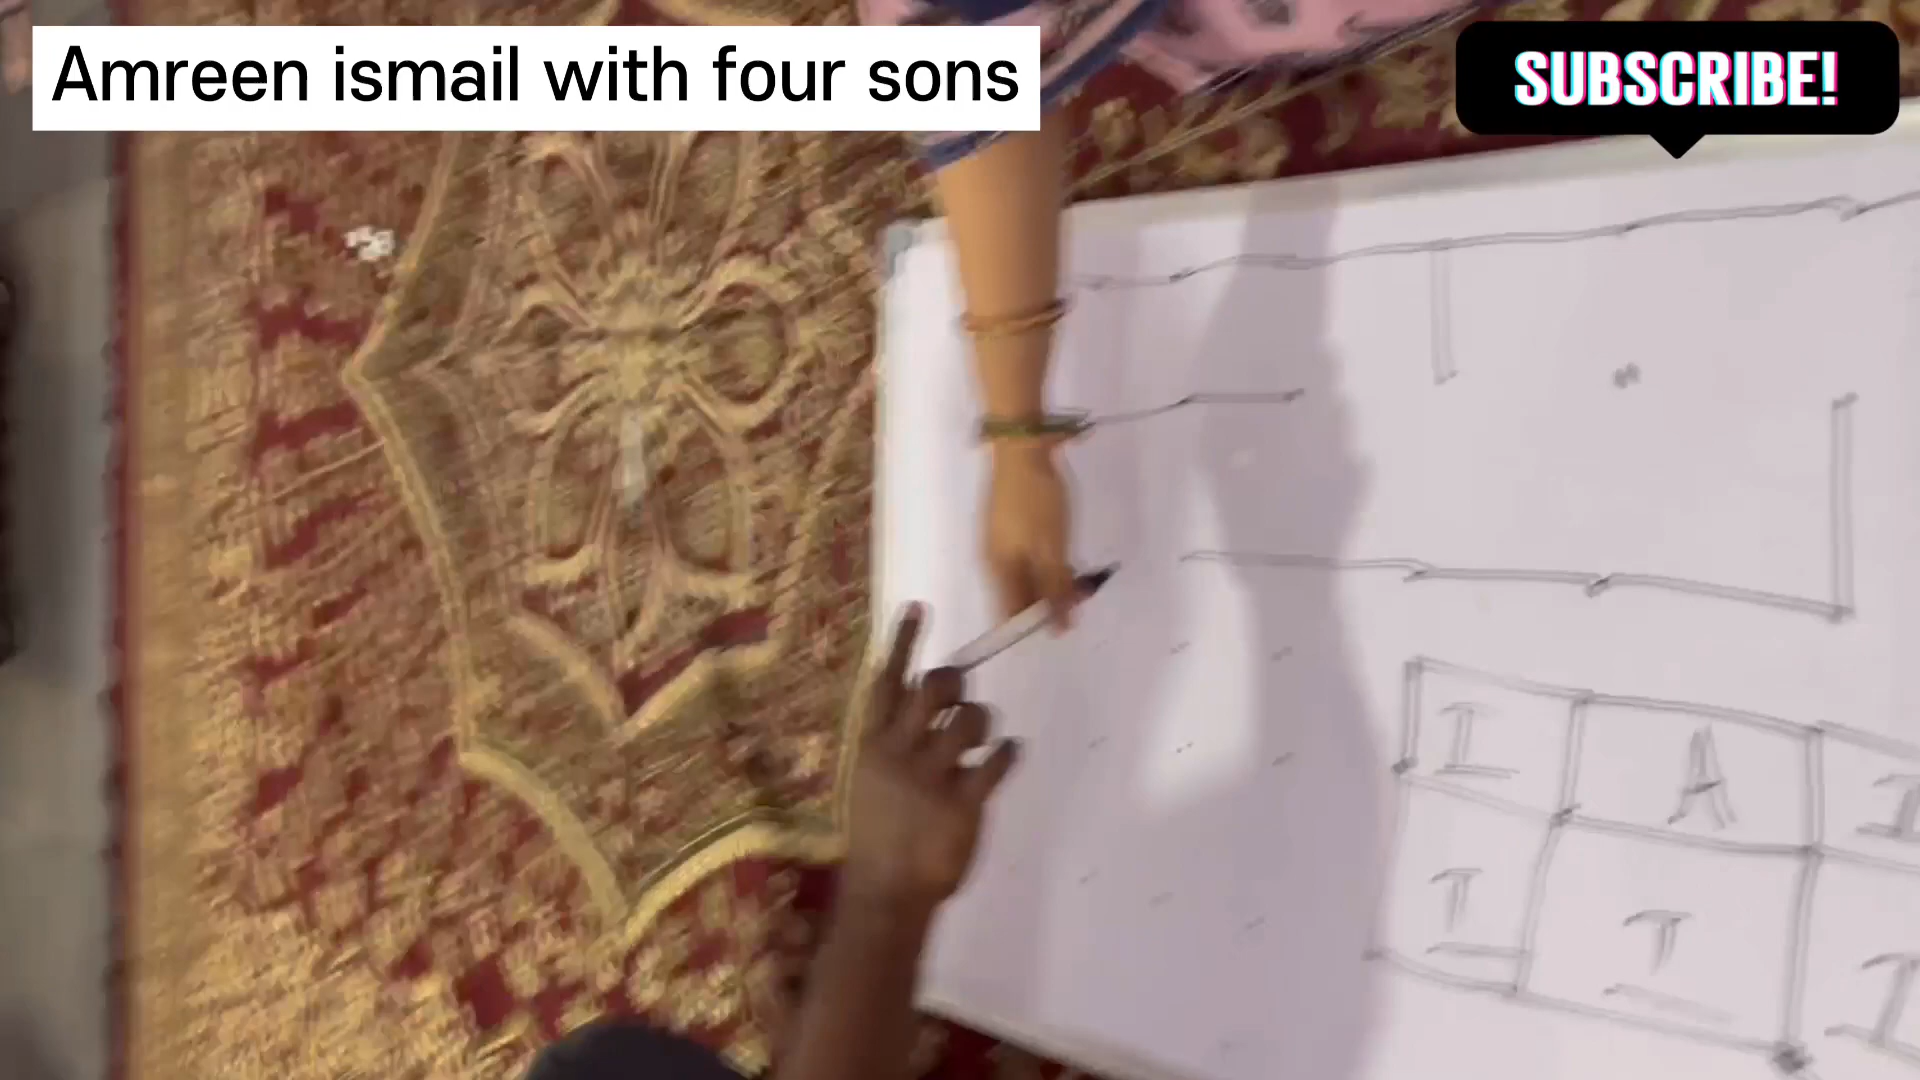 Amreen ismail with four sons
SUBSCRIBE!
I A I
I T I